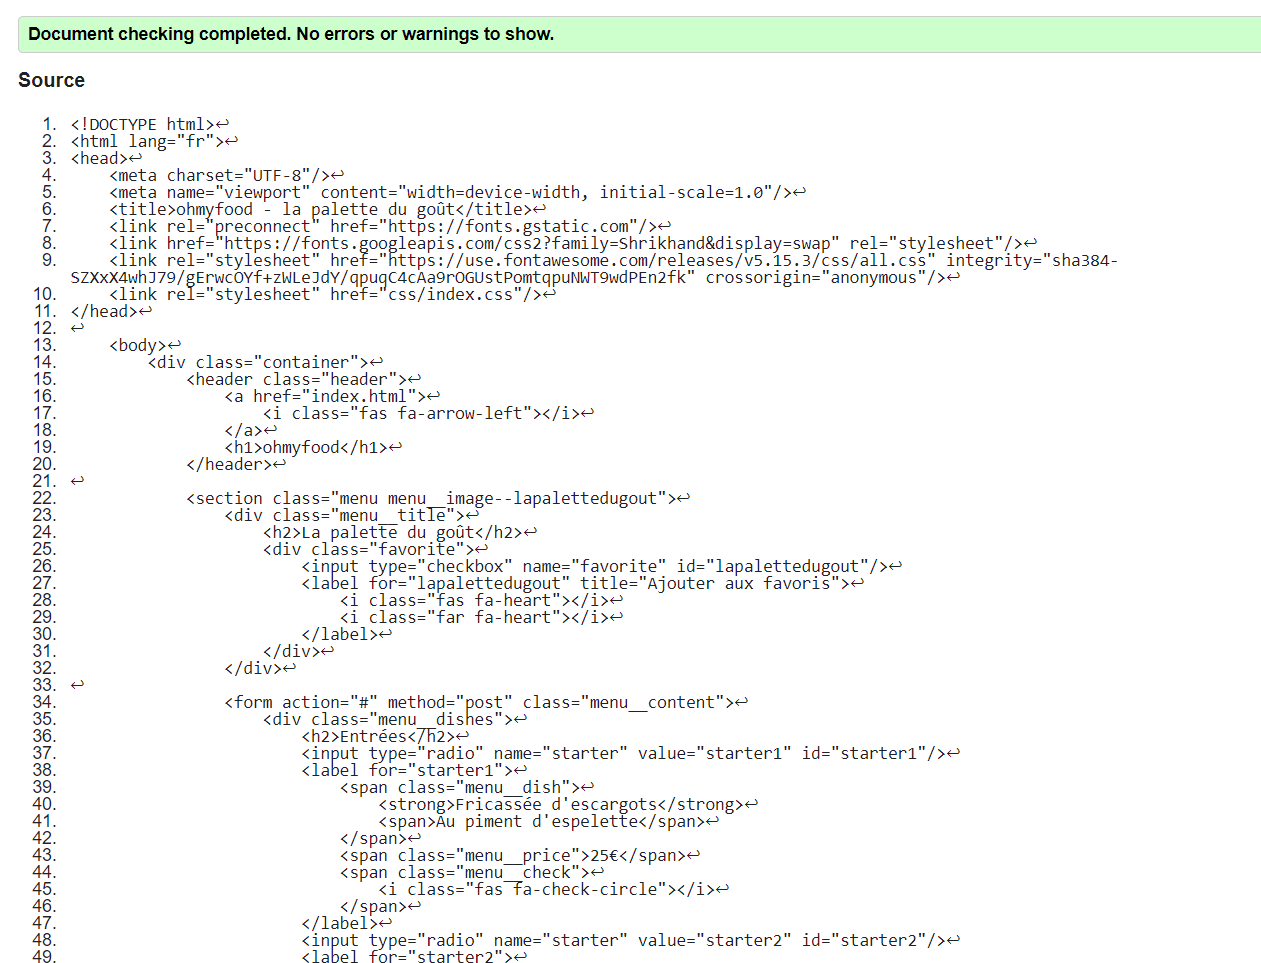 Document checking completed. No errors or warnings to show.
Source
1. <!DOCTYPE html>↩
2. <html lang="fr">↩
3. <head>↩
4.     <meta charset="UTF-8"/>↩
5.     <meta name="viewport" content="width=device-width, initial-scale=1.0"/>↩
6.     <title>ohmyfood - la palette du goût</title>↩
7.     <link rel="preconnect" href="https://fonts.gstatic.com"/>↩
8.     <link href="https://fonts.googleapis.com/css2?family=Shrikhand&display=swap" rel="stylesheet"/>↩
9.     <link rel="stylesheet" href="https://use.fontawesome.com/releases/v5.15.3/css/all.css" integrity="sha384-
SZXxX4whJ79/gErwcOYf+zWLeJdY/qpuqC4cAa9rOGUstPomtqpuNWT9wdPEn2fk" crossorigin="anonymous"/>↩
10.     <link rel="stylesheet" href="css/index.css"/>↩
11. </head>↩
12. ↩
13.     <body>↩
14.         <div class="container">↩
15.             <header class="header">↩
16.                 <a href="index.html">↩
17.                     <i class="fas fa-arrow-left"></i>↩
18.                 </a>↩
19.                 <h1>ohmyfood</h1>↩
20.             </header>↩
21. ↩
22.             <section class="menu menu__image--lapalettedugout">↩
23.                 <div class="menu__title">↩
24.                     <h2>La palette du goût</h2>↩
25.                     <div class="favorite">↩
26.                         <input type="checkbox" name="favorite" id="lapalettedugout"/>↩
27.                         <label for="lapalettedugout" title="Ajouter aux favoris">↩
28.                             <i class="fas fa-heart"></i>↩
29.                             <i class="far fa-heart"></i>↩
30.                         </label>↩
31.                     </div>↩
32.                 </div>↩
33. ↩
34.                 <form action="#" method="post" class="menu__content">↩
35.                     <div class="menu__dishes">↩
36.                         <h2>Entrées</h2>↩
37.                         <input type="radio" name="starter" value="starter1" id="starter1"/>↩
38.                         <label for="starter1">↩
39.                             <span class="menu__dish">↩
40.                                 <strong>Fricassée d'escargots</strong>↩
41.                                 <span>Au piment d'espelette</span>↩
42.                             </span>↩
43.                             <span class="menu__price">25€</span>↩
44.                             <span class="menu__check">↩
45.                                 <i class="fas fa-check-circle"></i>↩
46.                             </span>↩
47.                         </label>↩
48.                         <input type="radio" name="starter" value="starter2" id="starter2"/>↩
49.                         <label for="starter2">↩